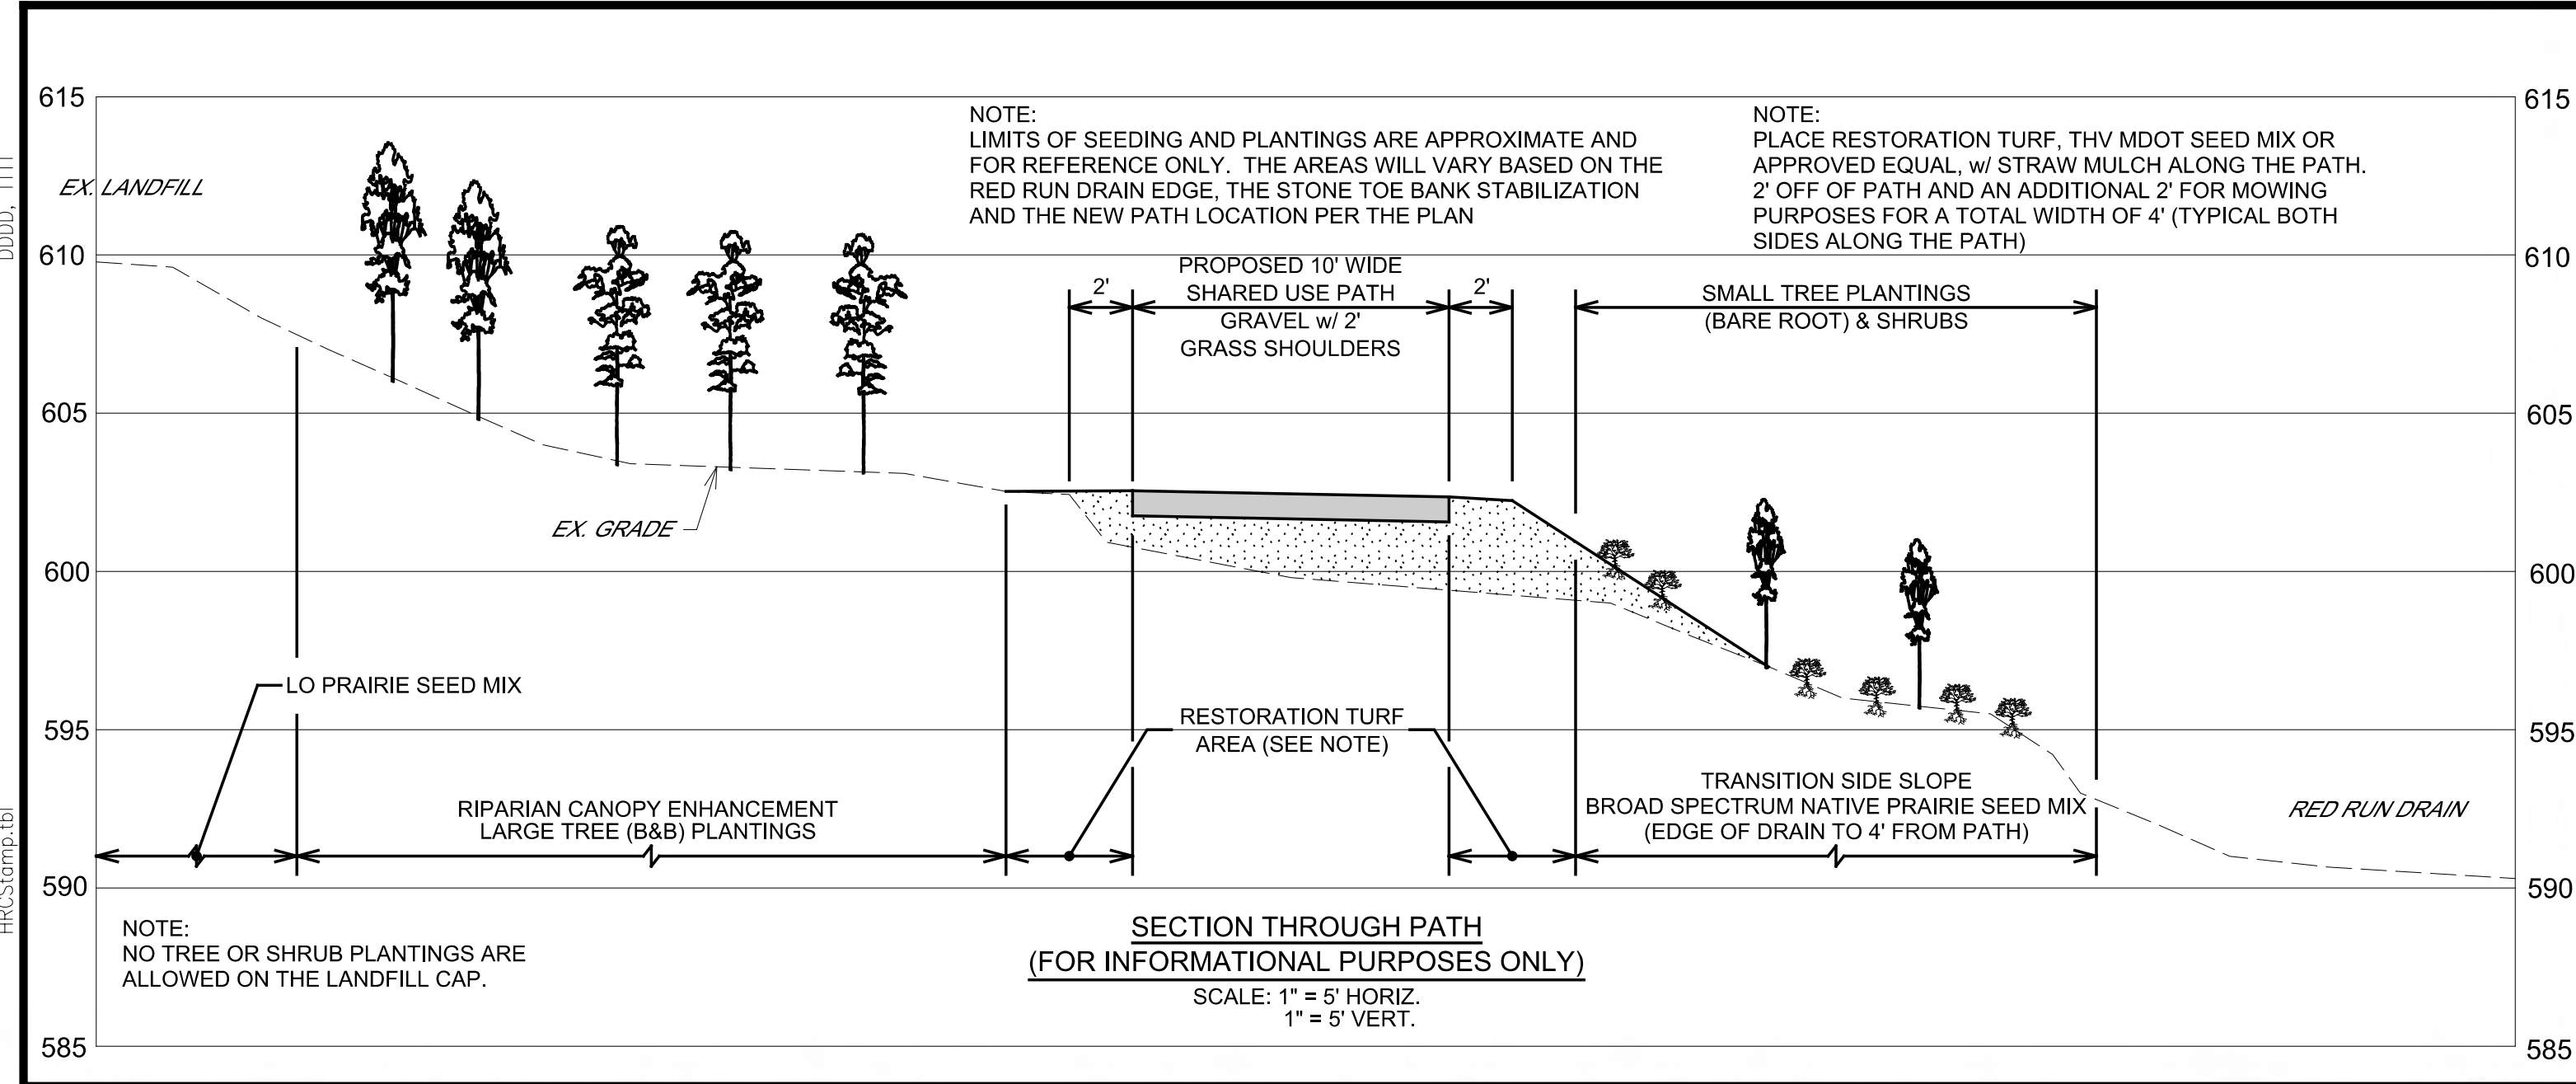 615
615
NOTE:
LIMITS OF SEEDING AND PLANTINGS ARE APPROXIMATE AND
FOR REFERENCE ONLY. THE AREAS WILL VARY BASED ON THE
RED RUN DRAIN EDGE, THE STONE TOE BANK STABILIZATION
AND THE NEW PATH LOCATION PER THE PLAN
NOTE:
PLACE RESTORATION TURF, THV MDOT SEED MIX OR
APPROVED EQUAL, w/ STRAW MULCH ALONG THE PATH.
2' OFF OF PATH AND AN ADDITIONAL 2' FOR MOWING
PURPOSES FOR A TOTAL WIDTH OF 4' (TYPICAL BOTH
SIDES ALONG THE PATH)
EX. LANDFILL
610
610
2'
PROPOSED 10' WIDE
SHARED USE PATH
GRAVEL w/ 2'
GRASS SHOULDERS
2'
SMALL TREE PLANTINGS
(BARE ROOT) & SHRUBS
605
605
EX. GRADE
600
600
LO PRAIRIE SEED MIX
595
595
RESTORATION TURF
AREA (SEE NOTE)
RIPARIAN CANOPY ENHANCEMENT
LARGE TREE (B&B) PLANTINGS
TRANSITION SIDE SLOPE
BROAD SPECTRUM NATIVE PRAIRIE SEED MIX
(EDGE OF DRAIN TO 4' FROM PATH)
RED RUN DRAIN
590
590
NOTE:
NO TREE OR SHRUB PLANTINGS ARE
ALLOWED ON THE LANDFILL CAP.
SECTION THROUGH PATH
(FOR INFORMATIONAL PURPOSES ONLY)
SCALE: 1" = 5' HORIZ.
1" = 5' VERT.
585
585
HRCStamp.tbl